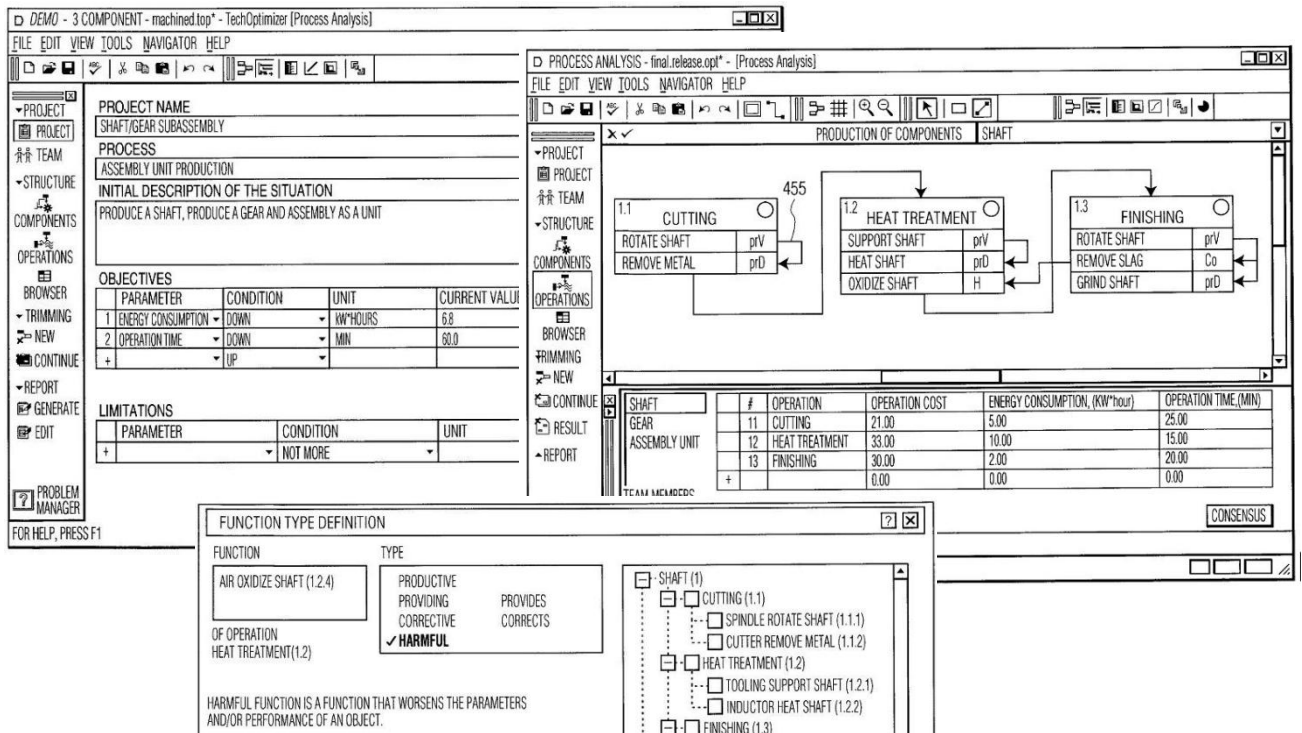 DEMO - 3 COMPONENT - machined.top* - TechOptimizer [Process Analysis]
FILE EDIT VIEW TOOLS NAVIGATOR HELP
PROJECT
PROJECT
TEAM
STRUCTURE
COMPONENTS
OPERATIONS
BROWSER
TRIMMING
NEW
CONTINUE
REPORT
GENERATE
EDIT
PROBLEM
MANAGER
FOR HELP, PRESS F1
PROJECT NAME
SHAFT/GEAR SUBASSEMBLY
PROCESS
ASSEMBLY UNIT PRODUCTION
INITIAL DESCRIPTION OF THE SITUATION
PRODUCE A SHAFT, PRODUCE A GEAR AND ASSEMBLY AS A UNIT
OBJECTIVES
PARAMETER CONDITION UNIT CURRENT VALUE
1 ENERGY CONSUMPTION DOWN kW*HOURS 6.8
2 OPERATION TIME DOWN MIN 60.0
+ UP
LIMITATIONS
PARAMETER CONDITION UNIT
+ NOT MORE
PROCESS ANALYSIS - final.release.opt* - [Process Analysis]
FILE EDIT VIEW TOOLS NAVIGATOR HELP
PRODUCTION OF COMPONENTS SHAFT
PROJECT
PROJECT
TEAM
STRUCTURE
COMPONENTS
OPERATIONS
BROWSER
TRIMMING
NEW
CONTINUE
RESULT
REPORT
455
1.1 CUTTING
ROTATE SHAFT prV
REMOVE METAL prD
1.2 HEAT TREATMENT
SUPPORT SHAFT prV
HEAT SHAFT prD
OXIDIZE SHAFT H
1.3 FINISHING
ROTATE SHAFT prV
REMOVE SLAG Co
GRIND SHAFT prD
SHAFT
GEAR
ASSEMBLY UNIT
TEAM MEMBERS
# OPERATION OPERATION COST ENERGY CONSUMPTION, (KW*hour) OPERATION TIME,(MIN)
11 CUTTING 21.00 5.00 25.00
12 HEAT TREATMENT 33.00 10.00 15.00
13 FINISHING 30.00 2.00 20.00
+ 0.00 0.00 0.00
CONSENSUS
FUNCTION TYPE DEFINITION
FUNCTION
AIR OXIDIZE SHAFT (1.2.4)
OF OPERATION
HEAT TREATMENT(1.2)
TYPE
PRODUCTIVE
PROVIDING PROVIDES
CORRECTIVE CORRECTS
HARMFUL
HARMFUL FUNCTION IS A FUNCTION THAT WORSENS THE PARAMETERS
AND/OR PERFORMANCE OF AN OBJECT.
SHAFT (1)
CUTTING (1.1)
SPINDLE ROTATE SHAFT (1.1.1)
CUTTER REMOVE METAL (1.1.2)
HEAT TREATMENT (1.2)
TOOLING SUPPORT SHAFT (1.2.1)
INDUCTOR HEAT SHAFT (1.2.2)
FINISHING (1.3)